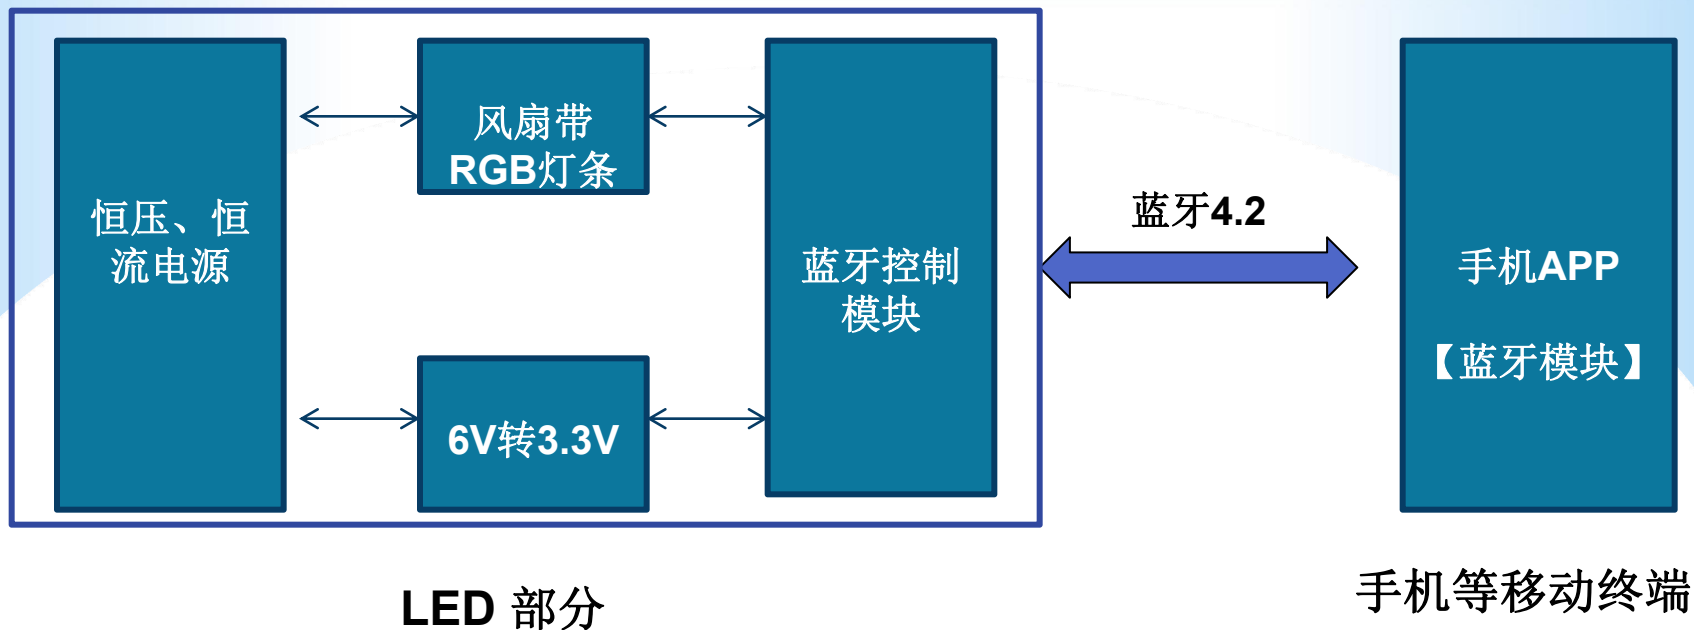 恒压、恒
流电源
风扇带
RGB灯条
6V转3.3V
蓝牙控制
模块
蓝牙4.2
手机APP
【蓝牙模块】
LED 部分
手机等移动终端